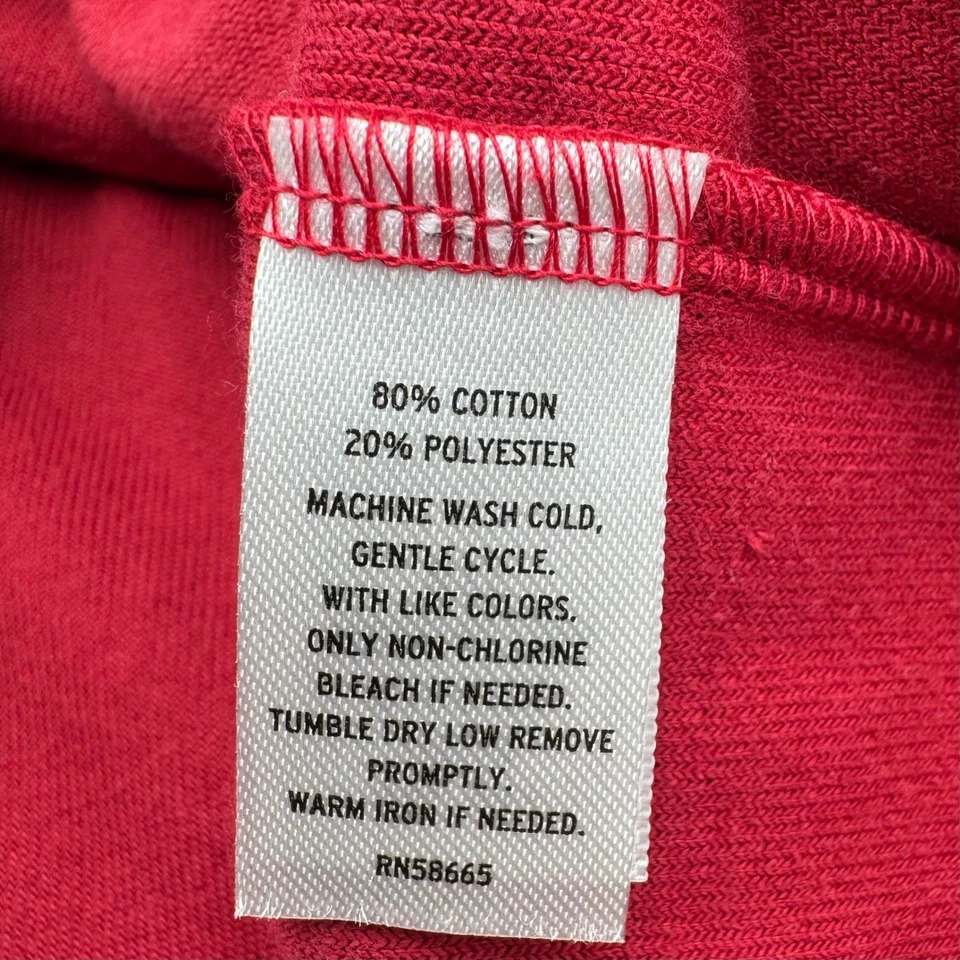 80% COTTON
20% POLYESTER
MACHINE WASH COLD,
GENTLE CYCLE.
WITH LIKE COLORS.
ONLY NON-CHLORINE
BLEACH IF NEEDED.
TUMBLE DRY LOW REMOVE
PROMPTLY.
WARM IRON IF NEEDED.
RN58665